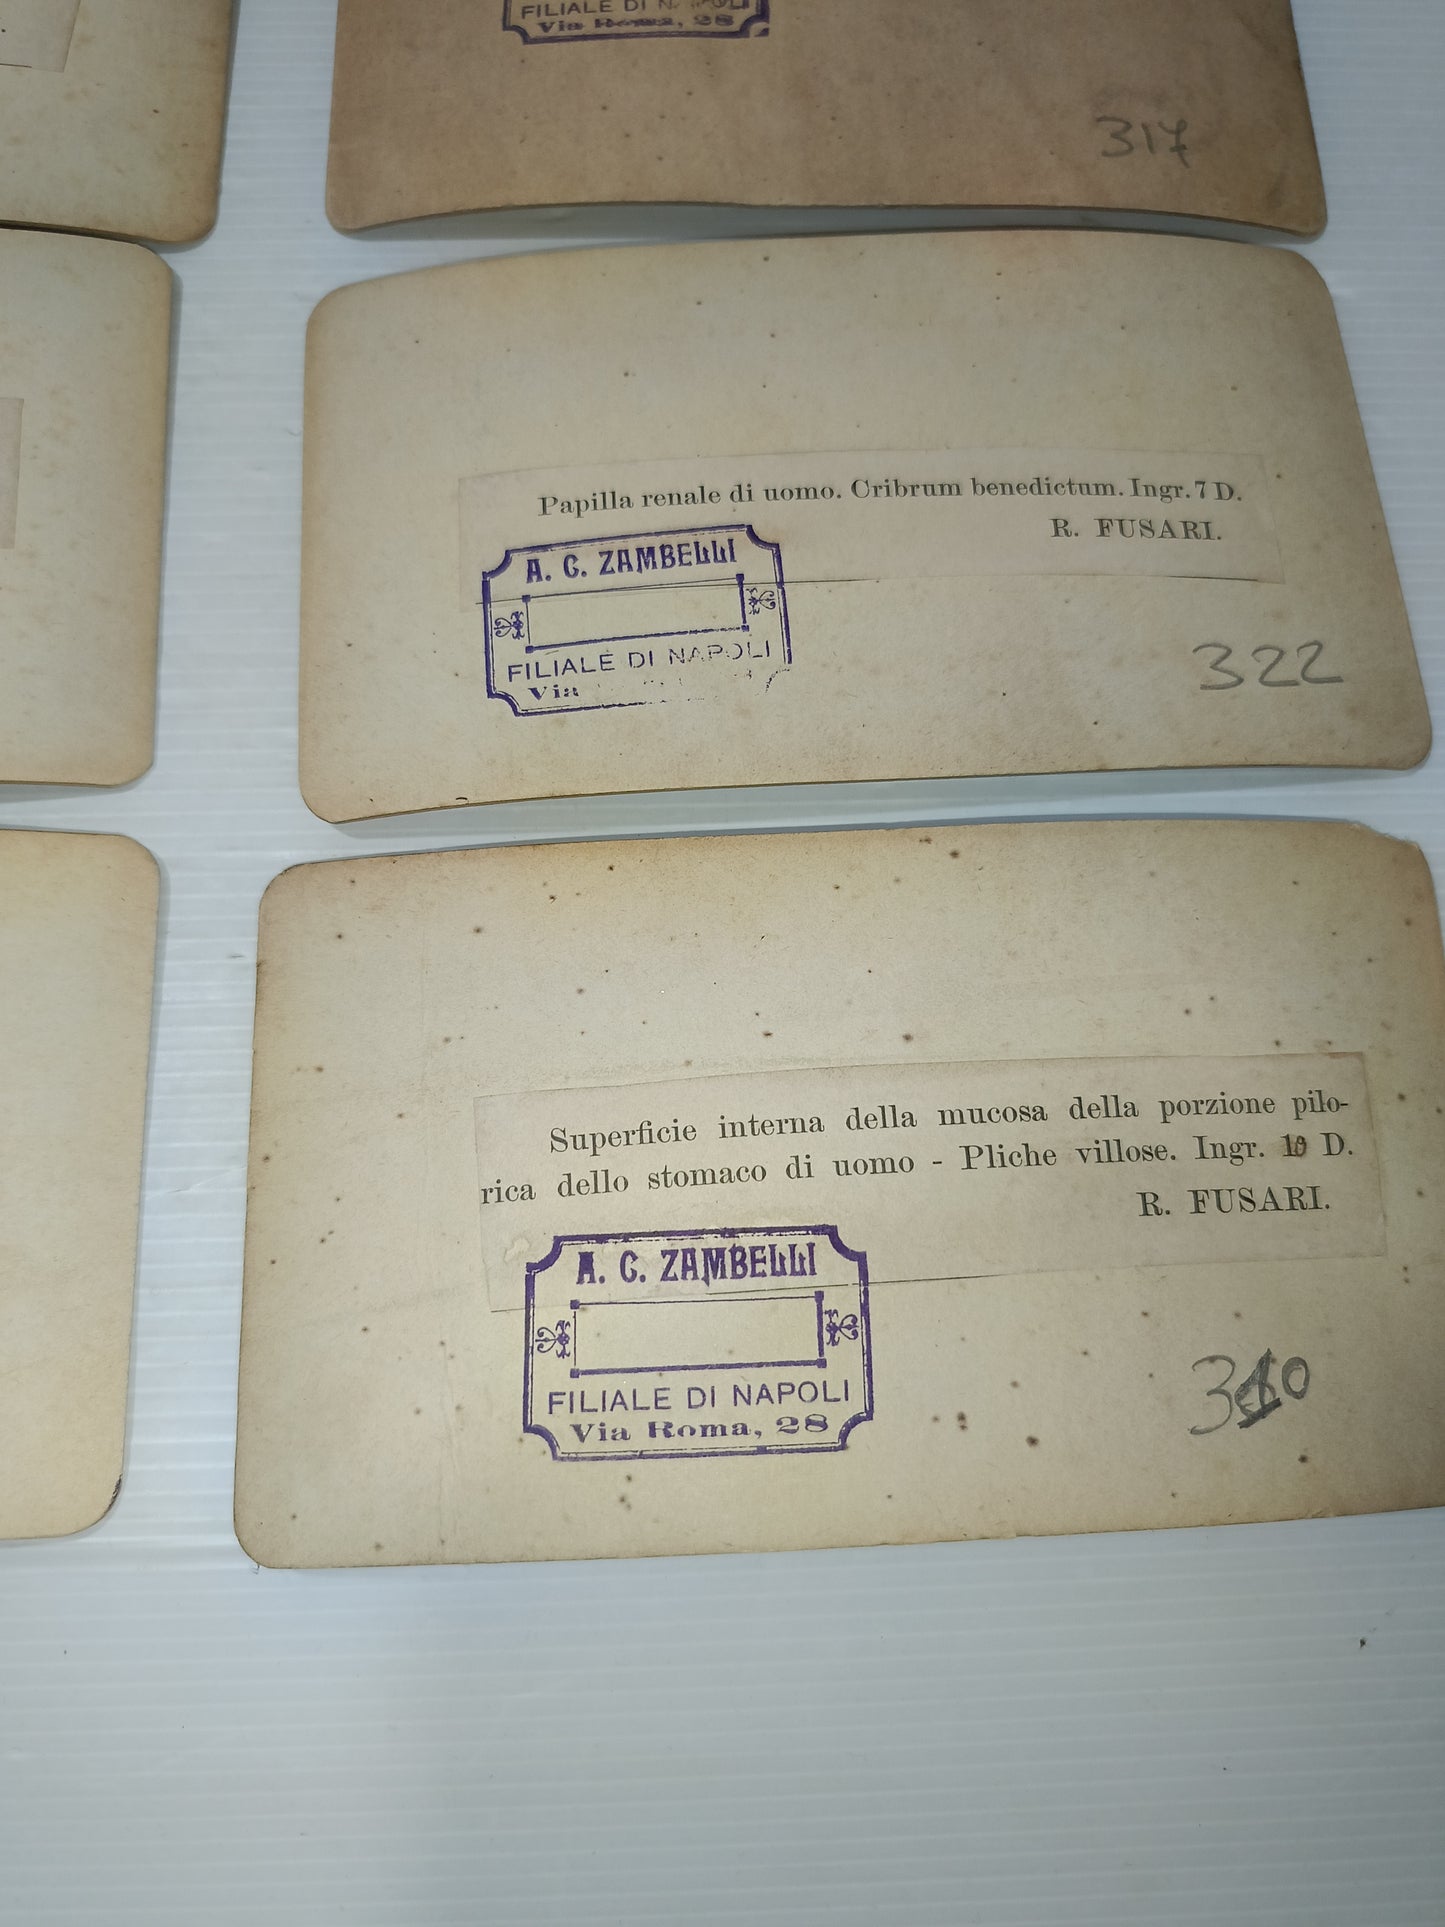 FILIALE DI
Via Roma, 28
317
Papilla renale di uomo. Cribrum benedictum. Ingr. 7 D.
R. FUSARI.
A. C. ZAMBELLI
FILIALE DI NAPOLI
Via
322
Superficie interna della mucosa della porzione pilo-
rica dello stomaco di uomo - Pliche villose. Ingr. 10 D.
R. FUSARI.
A. C. ZAMBELLI
FILIALE DI NAPOLI
Via Roma, 28